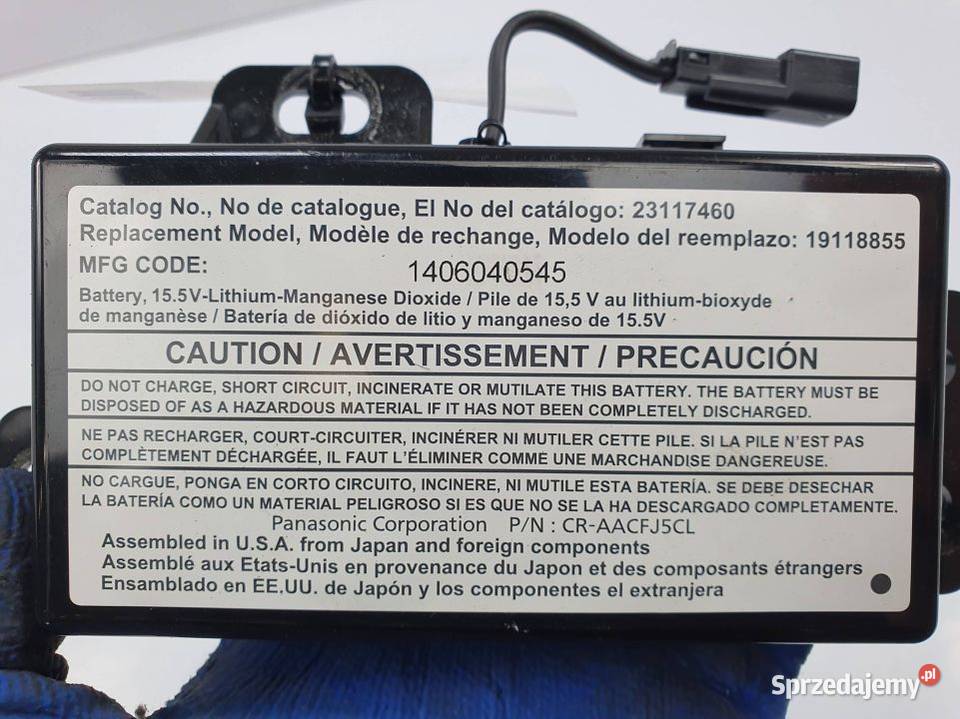 Catalog No., No de catalogue, El No del catálogo: 23117460
Replacement Model, Modèle de rechange, Modelo del reemplazo: 19118855
MFG CODE: 1406040545
Battery, 15.5V-Lithium-Manganese Dioxide / Pile de 15,5 V au lithium-bioxyde
de manganèse / Batería de dióxido de litio y manganeso de 15.5V
CAUTION / AVERTISSEMENT / PRECAUCIÓN
DO NOT CHARGE, SHORT CIRCUIT, INCINERATE OR MUTILATE THIS BATTERY. THE BATTERY MUST BE
DISPOSED OF AS A HAZARDOUS MATERIAL IF IT HAS NOT BEEN COMPLETELY DISCHARGED.
NE PAS RECHARGER, COURT-CIRCUITER, INCINÉRER NI MUTILER CETTE PILE. SI LA PILE N'EST PAS
COMPLÈTEMENT DÉCHARGÉE, IL FAUT L'ÉLIMINER COMME UNE MARCHANDISE DANGEREUSE.
NO CARGUE, PONGA EN CORTO CIRCUITO, INCINERE, NI MUTILE ESTA BATERÍA. SE DEBE DESECHAR
LA BATERÍA COMO UN MATERIAL PELIGROSO SI ES QUE NO SE LA HA DESCARGADO COMPLETAMENTE.
Panasonic Corporation P/N : CR-AACFJ5CL
Assembled in U.S.A. from Japan and foreign components
Assemblé aux Etats-Unis en provenance du Japon et des composants étrangers
Ensamblado en EE.UU. de Japón y los componentes el extranjera
Sprzedajemy.pl